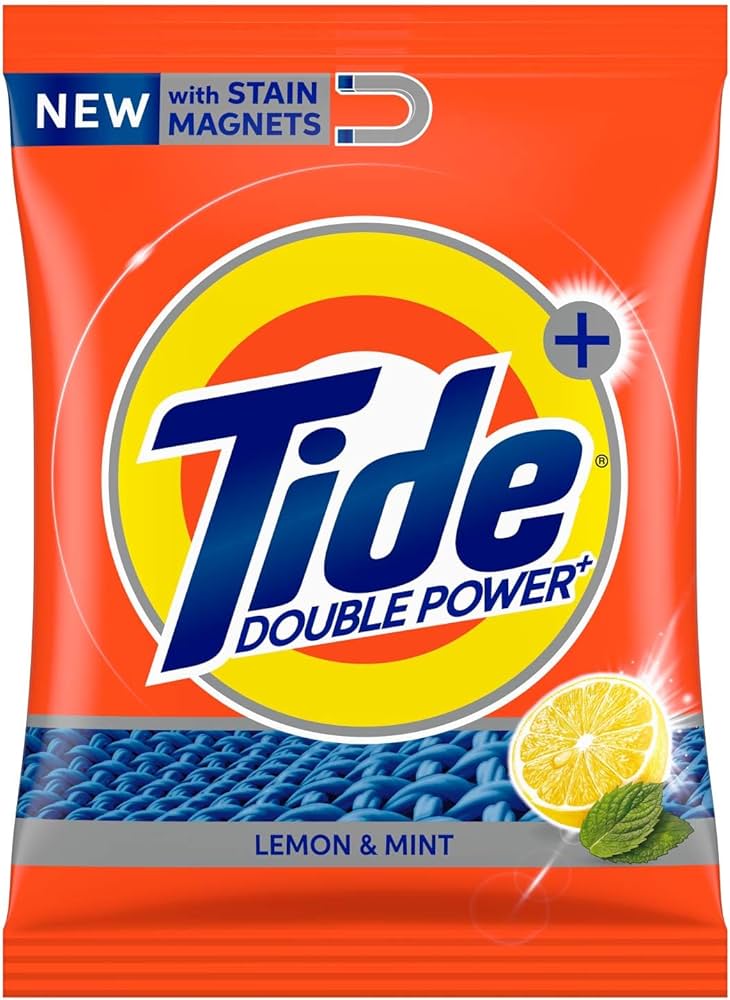 NEW with STAIN
MAGNETS
+
Tide®
DOUBLE POWER+
LEMON & MINT